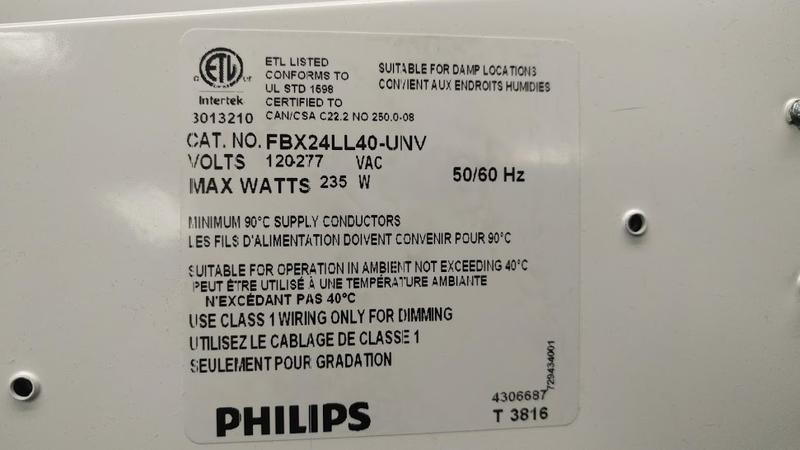 ETL LISTED
CONFORMS TO
UL STD 1598
CERTIFIED TO
CAN/CSA C22.2 NO 250.0-08
SUITABLE FOR DAMP LOCATIONS
CONVIENT AUX ENDROITS HUMIDIES
ETL
C US
Intertek
3013210
CAT. NO. FBX24LL40-UNV
VOLTS 120-277 VAC
MAX WATTS 235 W 50/60 Hz
MINIMUM 90°C SUPPLY CONDUCTORS
LES FILS D'ALIMENTATION DOIVENT CONVENIR POUR 90°C
SUITABLE FOR OPERATION IN AMBIENT NOT EXCEEDING 40°C
PEUT ÊTRE UTILISÉ À UNE TEMPÉRATURE AMBIANTE
N'EXCÉDANT PAS 40°C
USE CLASS 1 WIRING ONLY FOR DIMMING
UTILISEZ LE CABLAGE DE CLASSE 1
SEULEMENT POUR GRADATION
729434001
4306687
T 3816
PHILIPS